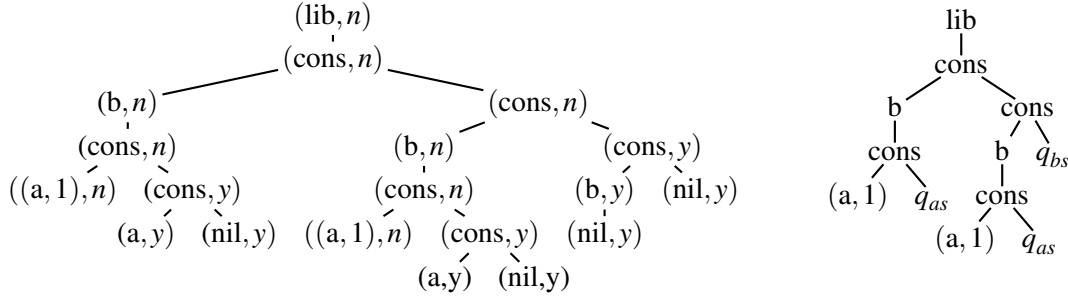 (lib, n) lib
(cons, n) cons
(b, n) (cons, n) b cons
(cons, n) (b, n) (cons, y) cons b q_bs
((a, 1), n) (cons, y) (cons, n) (b, y) (nil, y) (a, 1) q_as cons
(a, y) (nil, y) ((a, 1), n) (cons, y) (nil, y) (a, 1) q_as
(a,y) (nil,y)